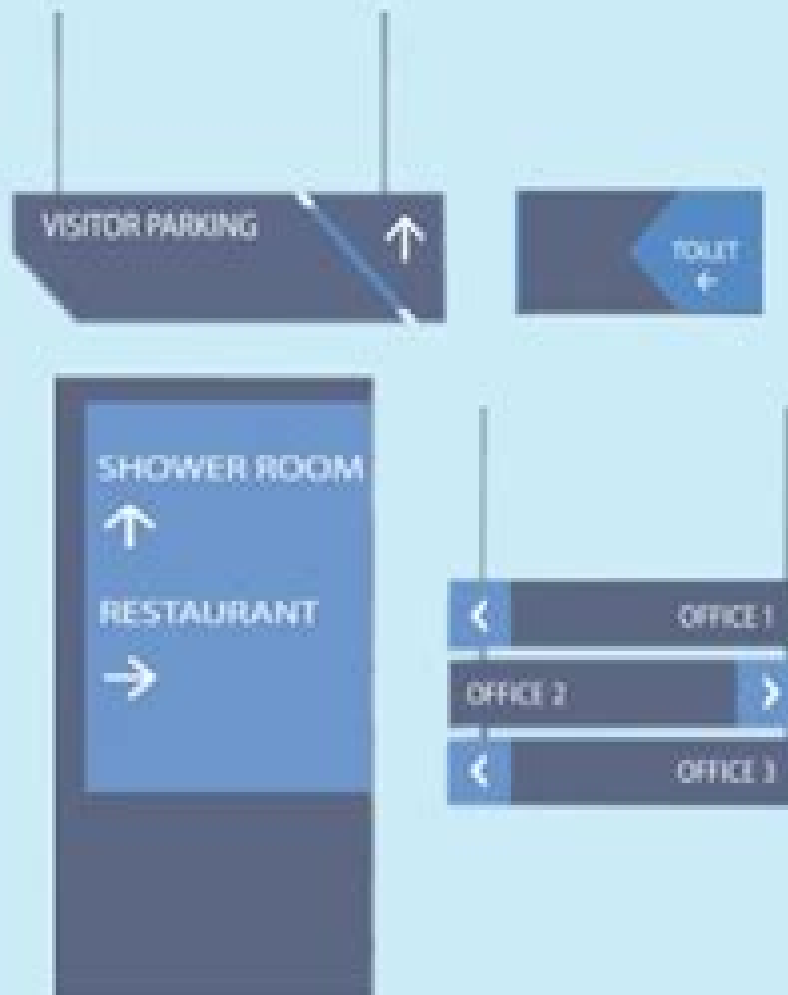 VISITOR PARKING
TOILET
SHOWER ROOM
RESTAURANT
OFFICE 1
OFFICE 2
OFFICE 3